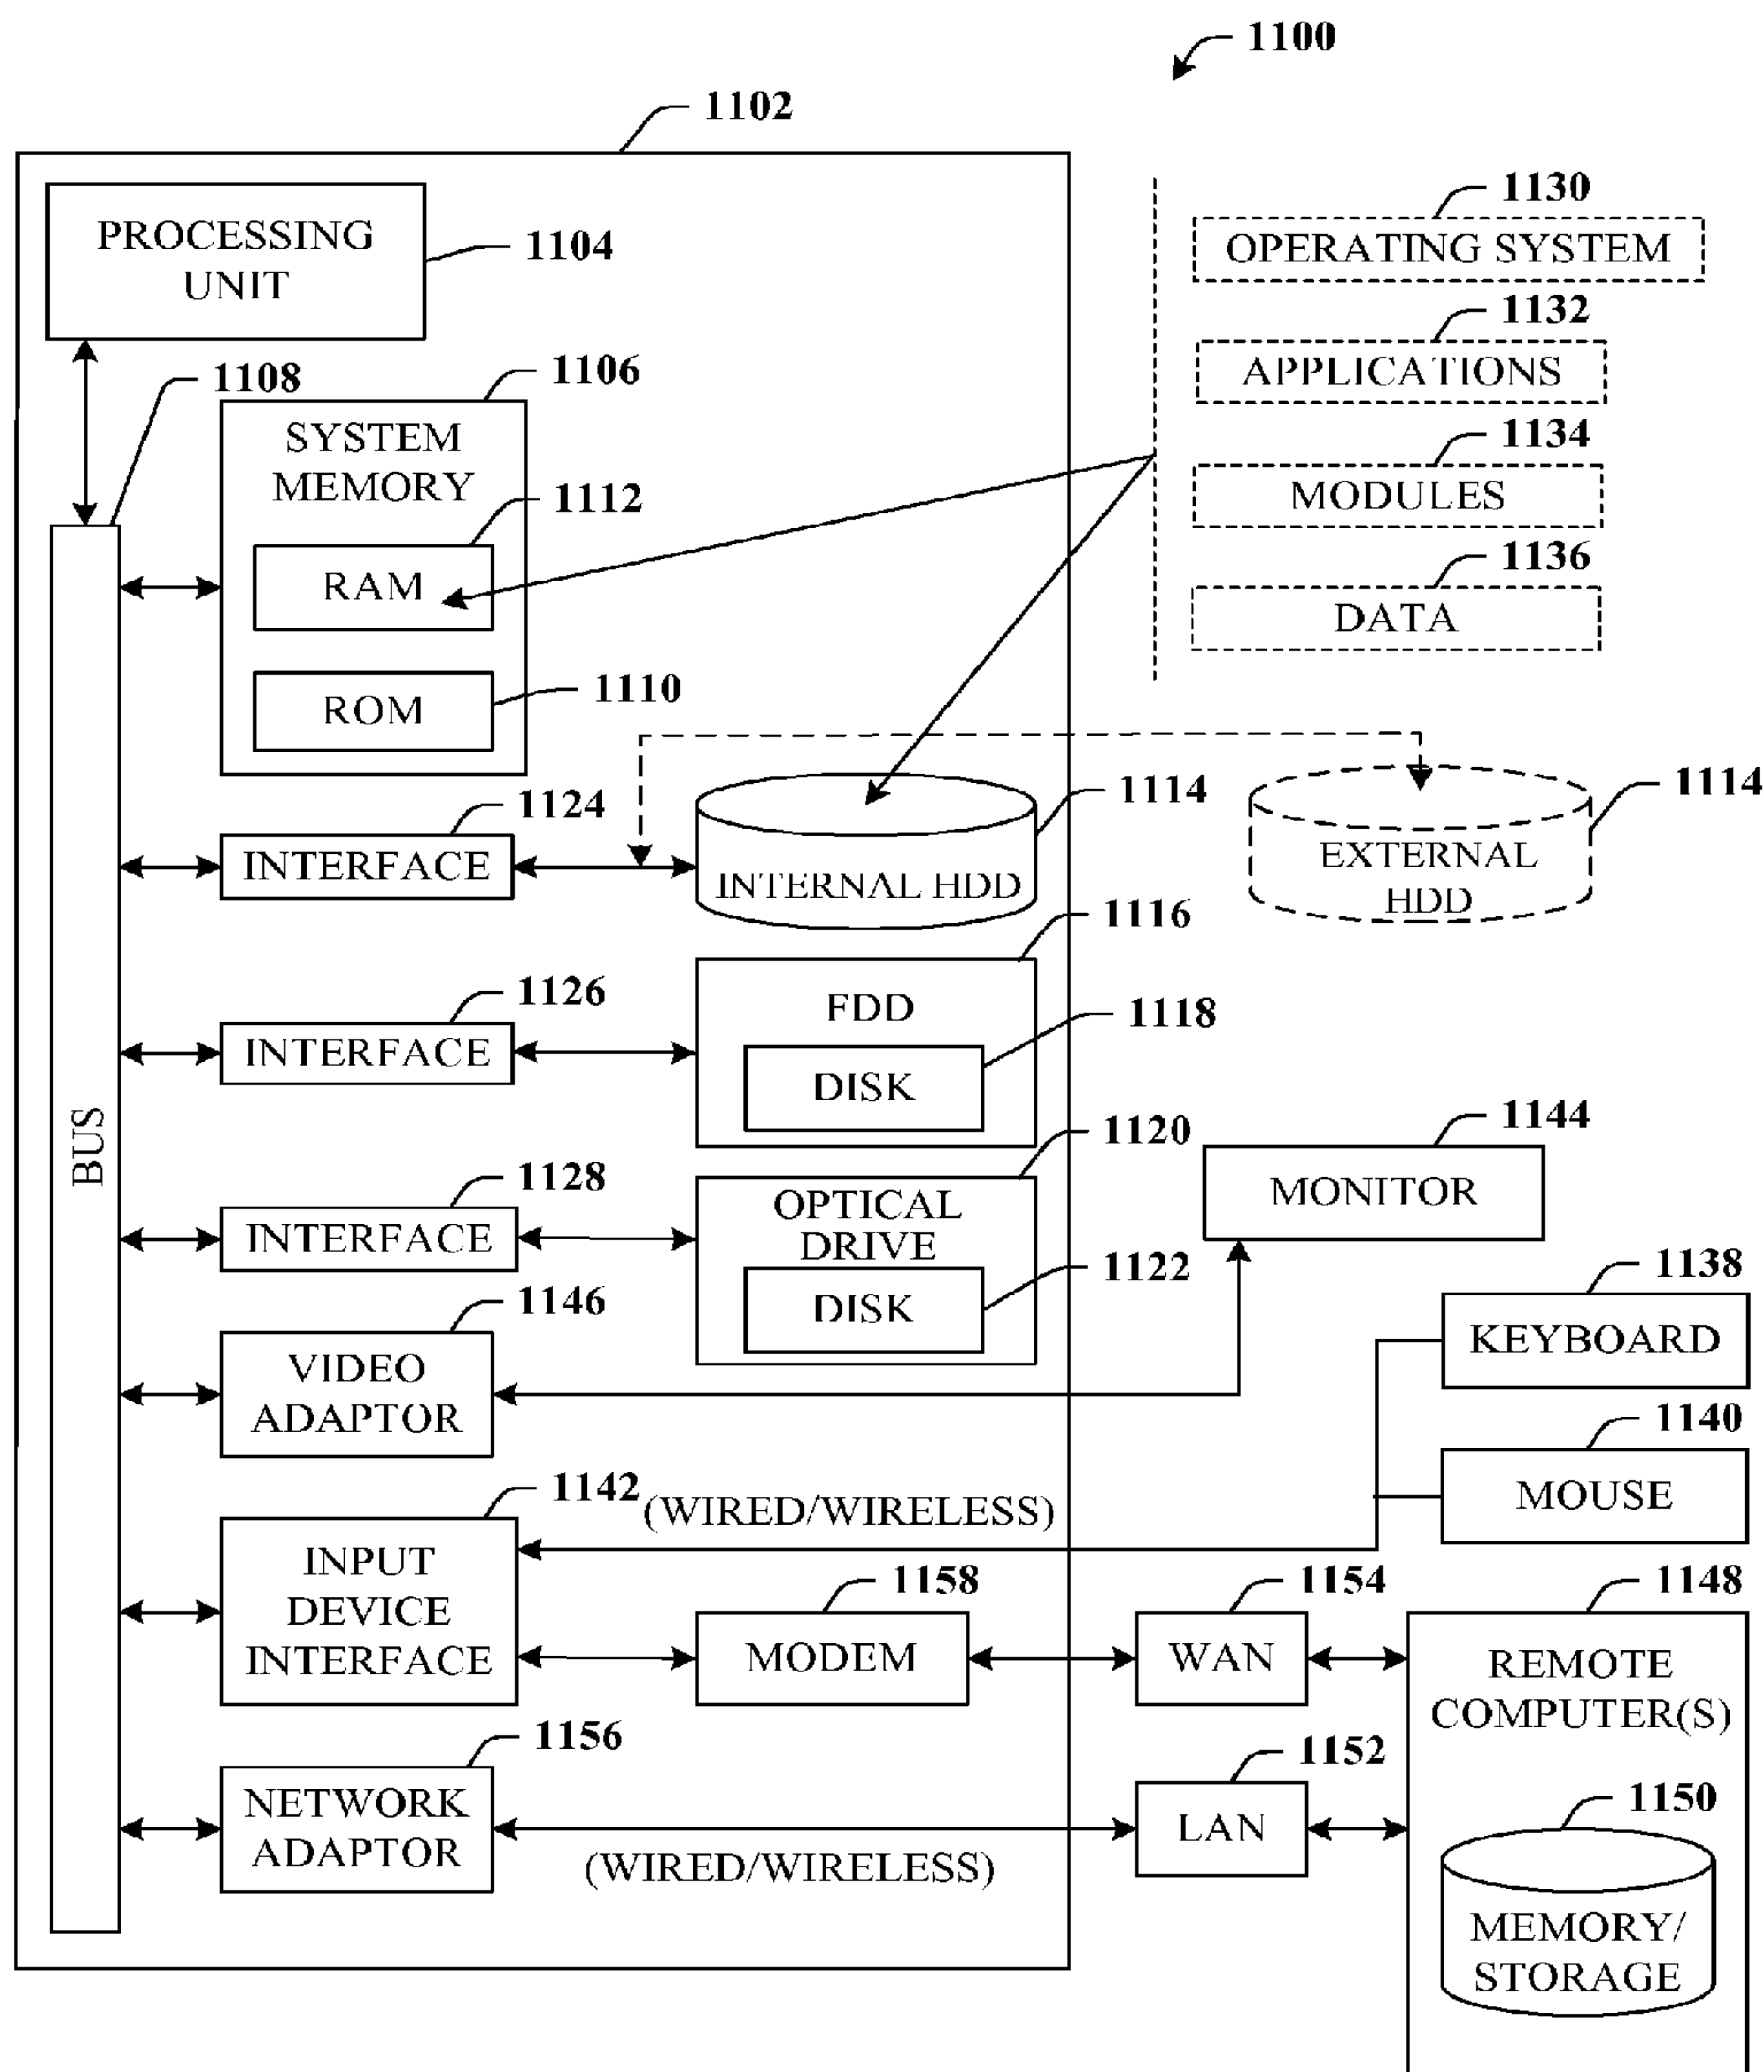 1100
1102
PROCESSING
UNIT
1104
1130
OPERATING SYSTEM
1132
APPLICATIONS
1134
MODULES
1136
DATA
1108
1106
SYSTEM
MEMORY
1112
RAM
1110
ROM
1124
INTERFACE
1114
INTERNAL HDD
1114
EXTERNAL
HDD
1116
FDD
1126
INTERFACE
1118
DISK
BUS
1120
OPTICAL
DRIVE
1128
INTERFACE
1122
DISK
1144
MONITOR
1146
VIDEO
ADAPTOR
1138
KEYBOARD
1140
MOUSE
1142
(WIRED/WIRELESS)
INPUT
DEVICE
INTERFACE
1158
MODEM
1154
WAN
1148
REMOTE
COMPUTER(S)
1156
NETWORK
ADAPTOR
(WIRED/WIRELESS)
1152
LAN
1150
MEMORY/
STORAGE